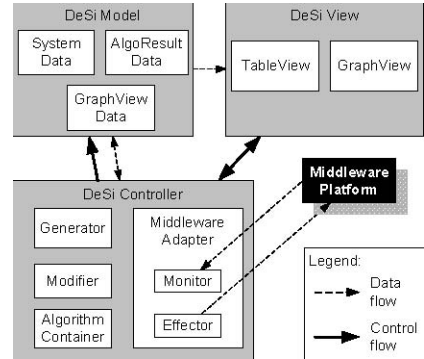 DeSi Model
System
Data
AlgoResult
Data
GraphView
Data
DeSi View
TableView
GraphView
DeSi Controller
Generator
Modifier
Algorithm
Container
Middleware
Adapter
Monitor
Effector
Middleware
Platform
Legend:
Data
flow
Control
flow